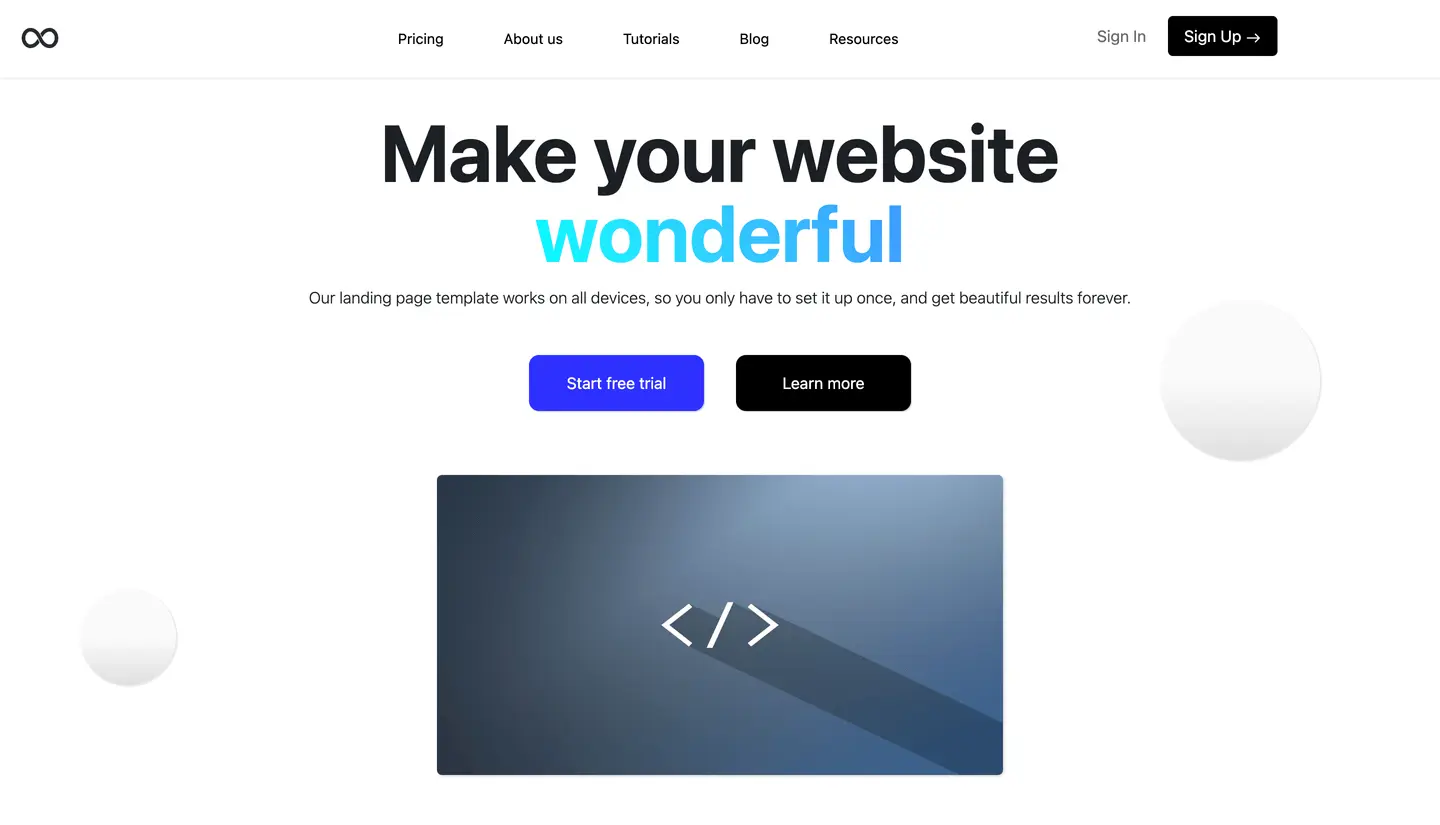 Pricing
About us
Tutorials
Blog
Resources
Sign In
Sign Up →
Make your website
wonderful
Our landing page template works on all devices, so you only have to set it up once, and get beautiful results forever.
Start free trial
Learn more
</>